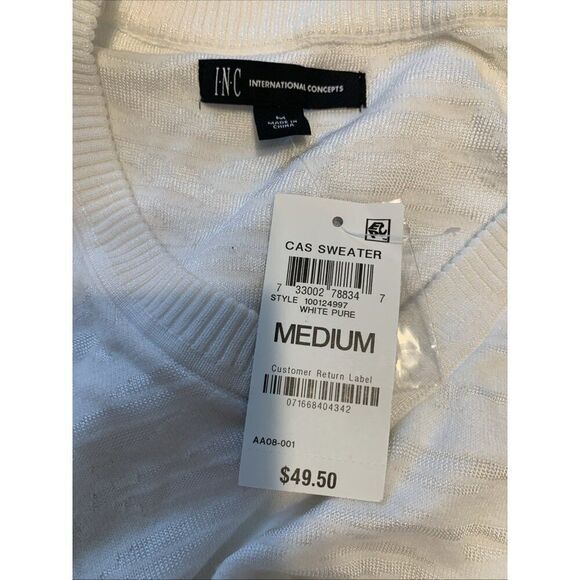 I·N·C INTERNATIONAL CONCEPTS
M
MADE IN
CHINA
CAS SWEATER
7 33002 78834 7
STYLE 100124997
WHITE PURE
MEDIUM
Customer Return Label
071668404342
AA08-001
$49.50